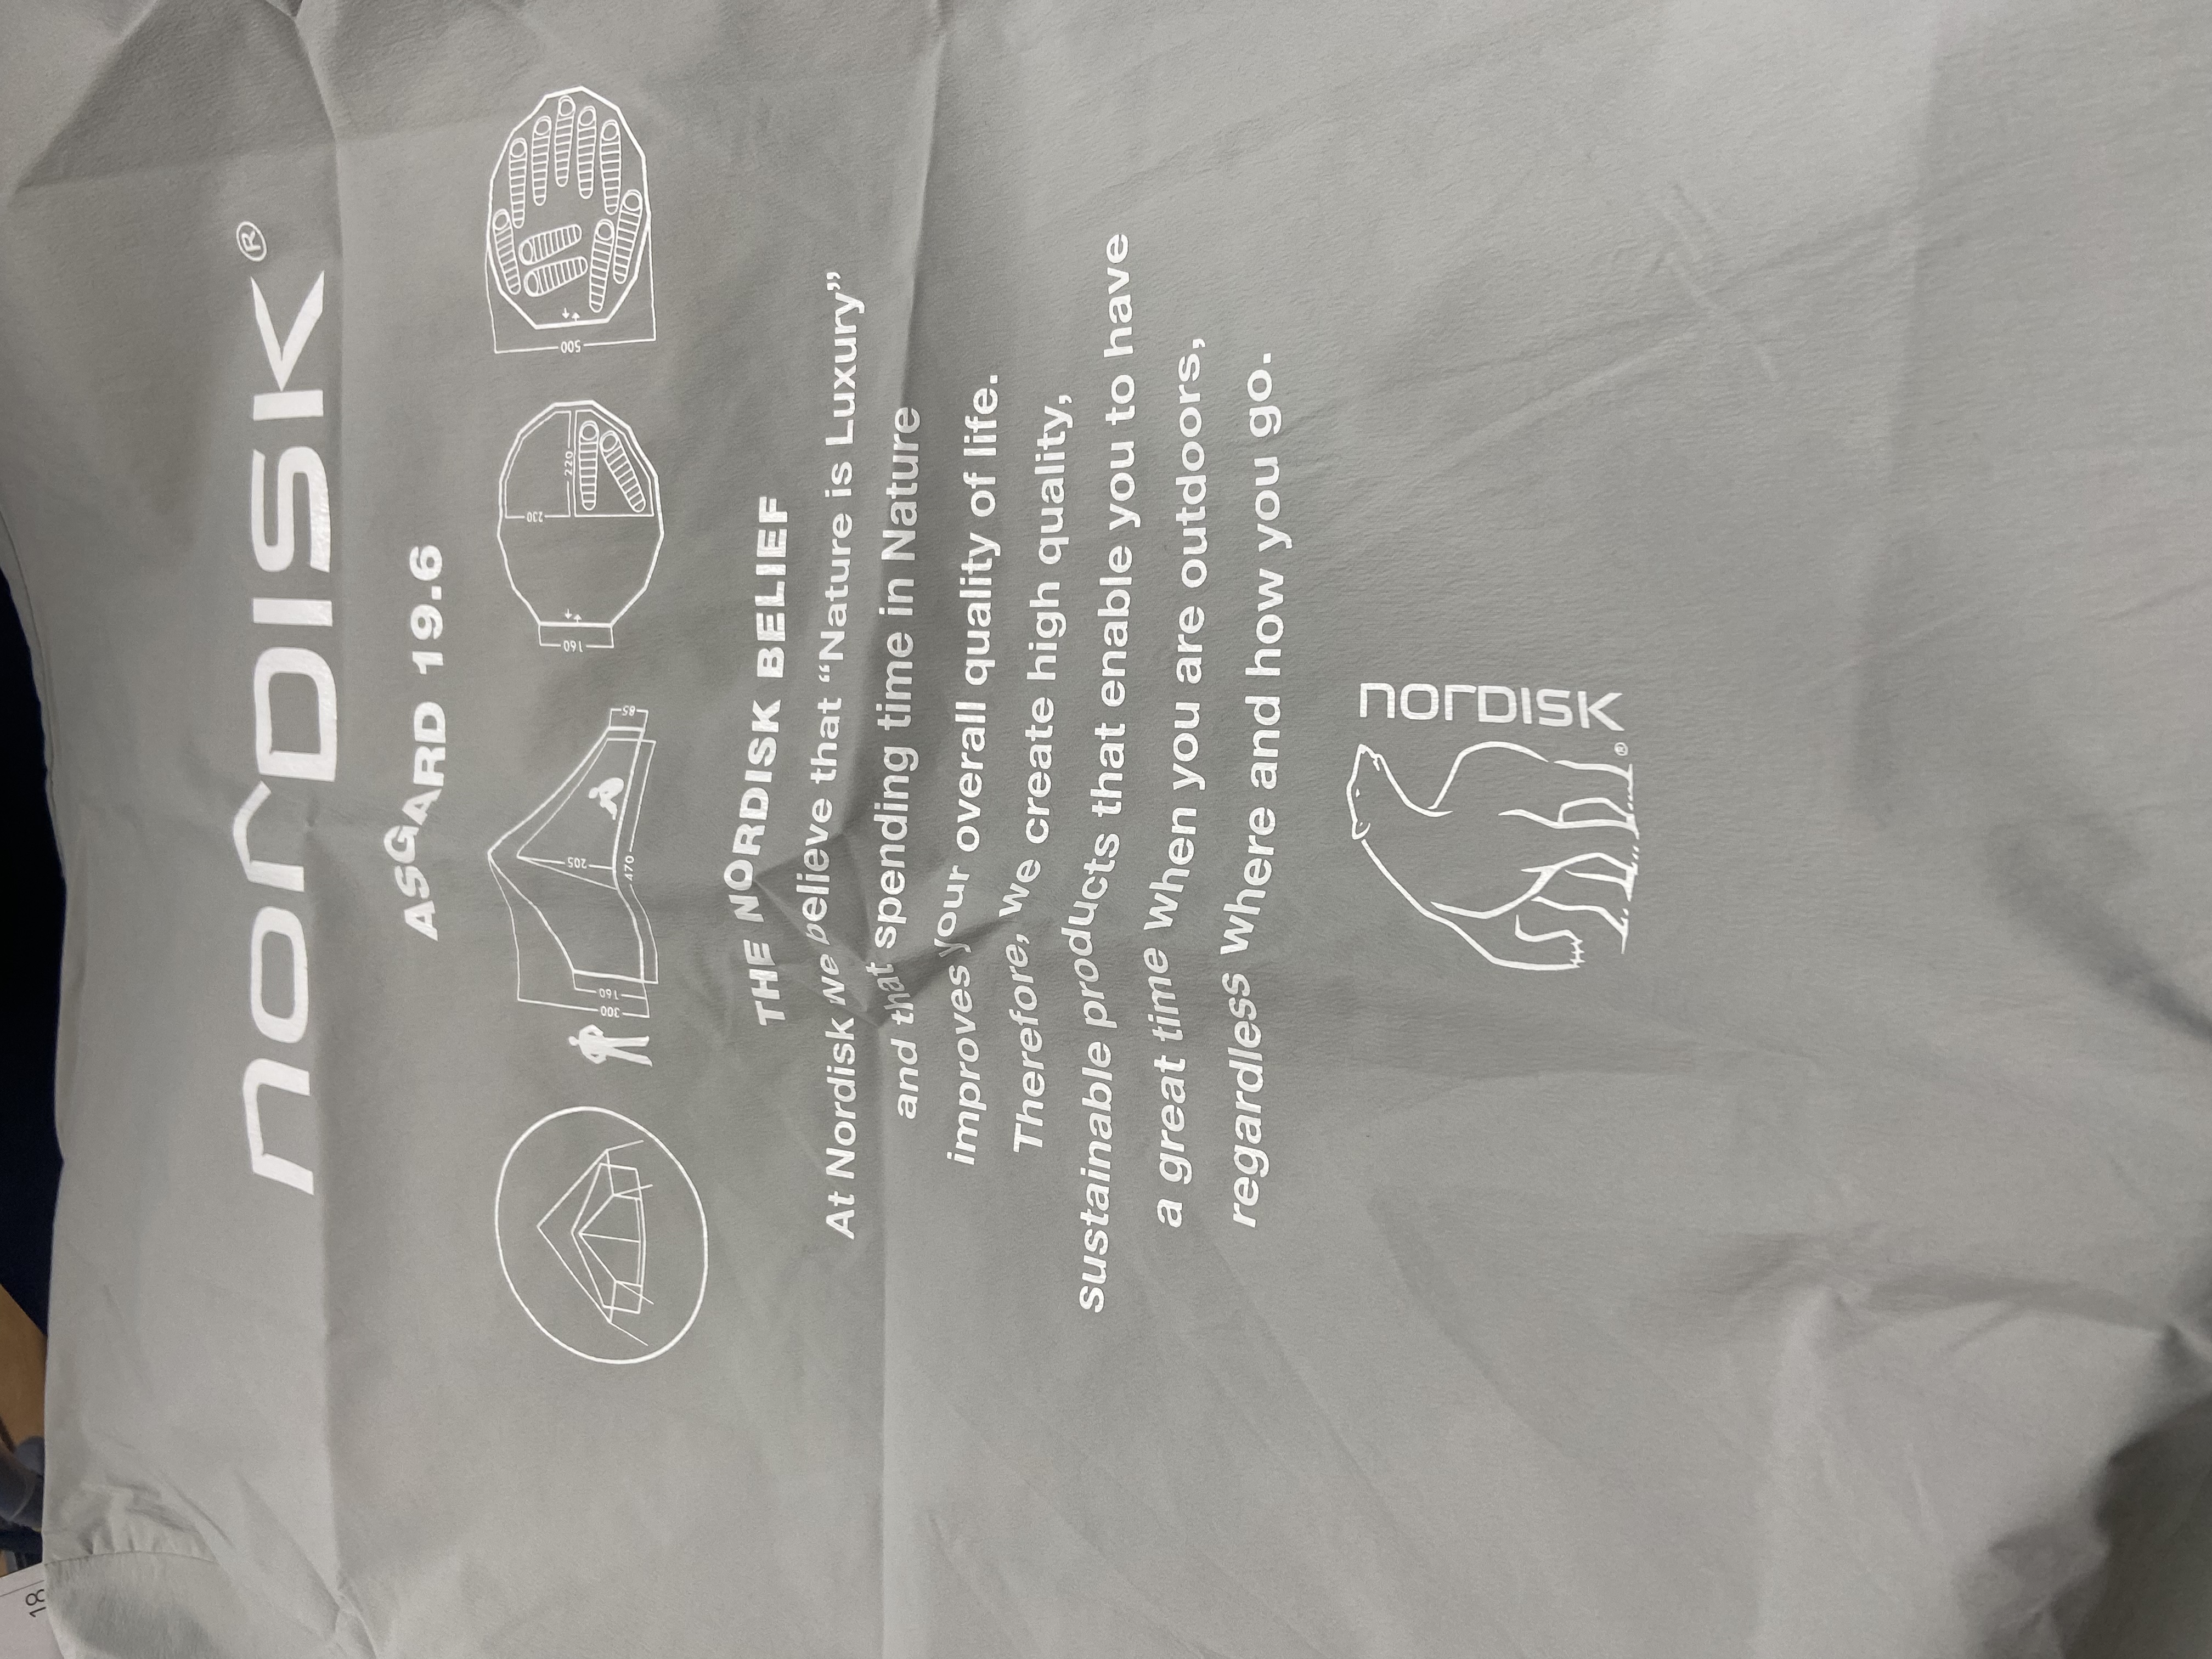 nordisk®
ASGARD 19.6
300
160
205
470
85
160
230
220
500
THE NORDISK BELIEF
At Nordisk we believe that “Nature is Luxury”
and that spending time in Nature
improves your overall quality of life.
Therefore, we create high quality,
sustainable products that enable you to have
a great time when you are outdoors,
regardless where and how you go.
nordisk®
18